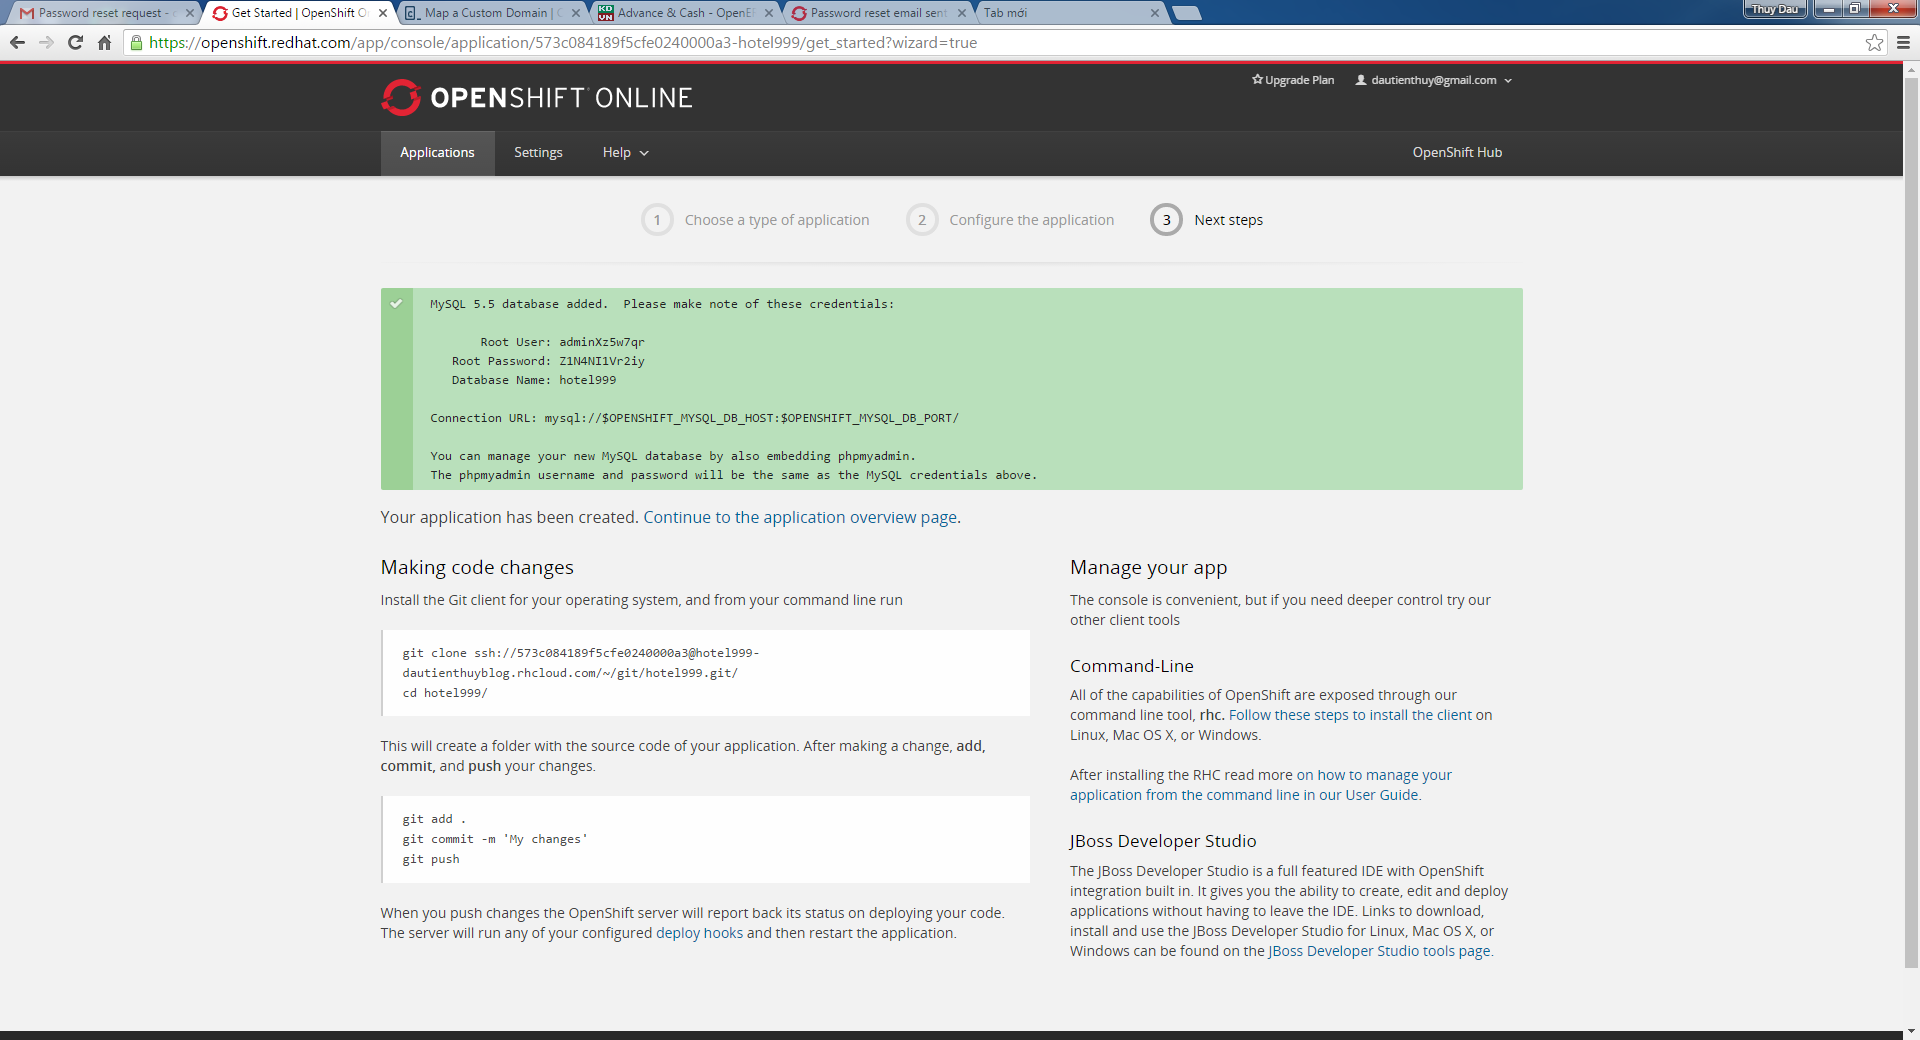 Password reset request -
Get Started | OpenShift O
Map a Custom Domain |
Advance & Cash - OpenE
Password reset email sent
Tab mới
Thuy Dau
https://openshift.redhat.com/app/console/application/573c084189f5cfe0240000a3-hotel999/get_started?wizard=true
Upgrade Plan
dautienthuy@gmail.com
OPENSHIFT ONLINE
Applications
Settings
Help
OpenShift Hub
1 Choose a type of application
2 Configure the application
3 Next steps
MySQL 5.5 database added. Please make note of these credentials:
Root User: adminXz5w7qr
Root Password: Z1N4NI1Vr2iy
Database Name: hotel999
Connection URL: mysql://$OPENSHIFT_MYSQL_DB_HOST:$OPENSHIFT_MYSQL_DB_PORT/
You can manage your new MySQL database by also embedding phpmyadmin.
The phpmyadmin username and password will be the same as the MySQL credentials above.
Your application has been created. Continue to the application overview page.
Making code changes
Install the Git client for your operating system, and from your command line run
git clone ssh://573c084189f5cfe0240000a3@hotel999-
dautienthuyblog.rhcloud.com/~/git/hotel999.git/
cd hotel999/
This will create a folder with the source code of your application. After making a change, add,
commit, and push your changes.
git add .
git commit -m 'My changes'
git push
When you push changes the OpenShift server will report back its status on deploying your code.
The server will run any of your configured deploy hooks and then restart the application.
Manage your app
The console is convenient, but if you need deeper control try our
other client tools
Command-Line
All of the capabilities of OpenShift are exposed through our
command line tool, rhc. Follow these steps to install the client on
Linux, Mac OS X, or Windows.
After installing the RHC read more on how to manage your
application from the command line in our User Guide.
JBoss Developer Studio
The JBoss Developer Studio is a full featured IDE with OpenShift
integration built in. It gives you the ability to create, edit and deploy
applications without having to leave the IDE. Links to download,
install and use the JBoss Developer Studio for Linux, Mac OS X, or
Windows can be found on the JBoss Developer Studio tools page.